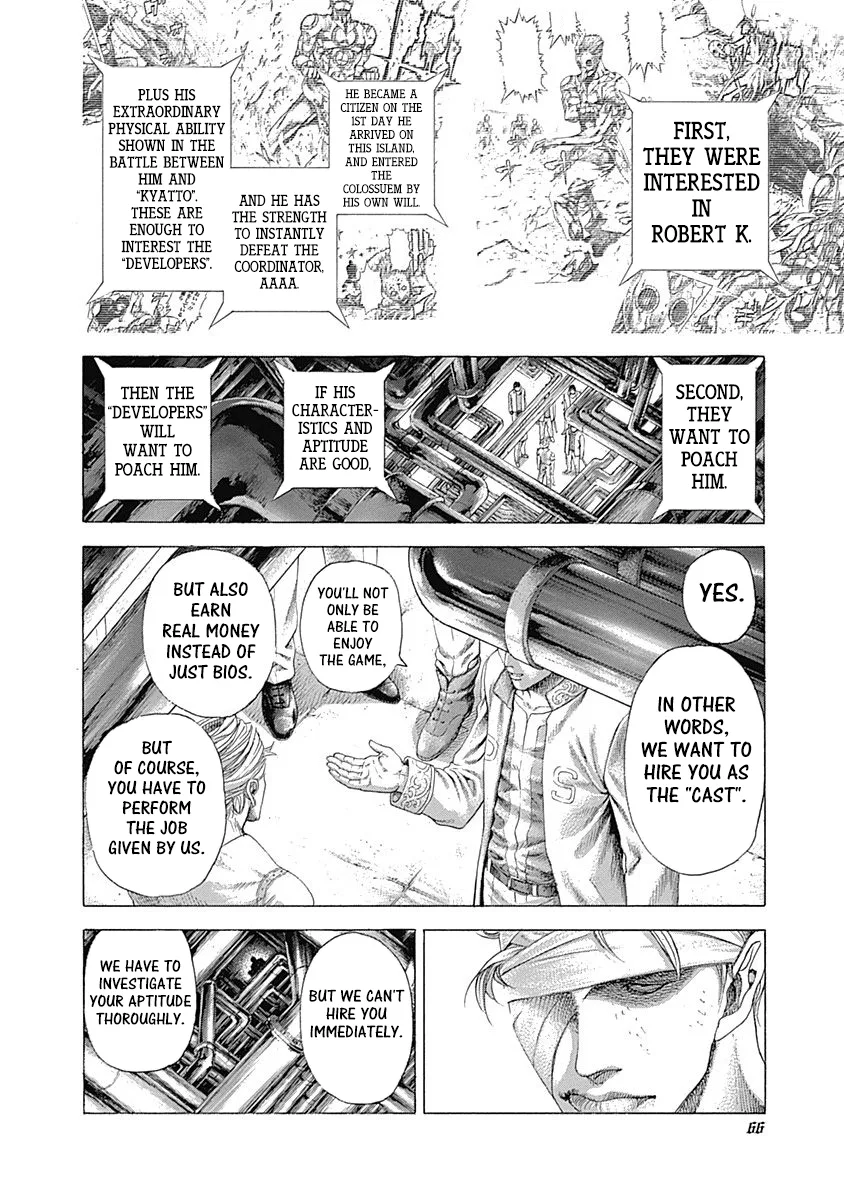 FIRST,
THEY WERE
INTERESTED
IN
ROBERT K.
HE BECAME A
CITIZEN ON THE
1ST DAY HE
ARRIVED ON
THIS ISLAND,
AND ENTERED
THE
COLOSSUEM BY
HIS OWN WILL.
AND HE HAS
THE STRENGTH
TO INSTANTLY
DEFEAT THE
COORDINATOR,
AAAA.
PLUS HIS
EXTRAORDINARY
PHYSICAL ABILITY
SHOWN IN THE
BATTLE BETWEEN
HIM AND
"KYATTO".
THESE ARE
ENOUGH TO
INTEREST THE
"DEVELOPERS".
SECOND,
THEY
WANT TO
POACH
HIM.
IF HIS
CHARACTER-
ISTICS AND
APTITUDE
ARE GOOD,
THEN THE
"DEVELOPERS"
WILL
WANT TO
POACH HIM.
YES.
IN OTHER
WORDS,
WE WANT TO
HIRE YOU AS
THE "CAST".
YOU'LL NOT
ONLY BE
ABLE TO
ENJOY
THE GAME,
BUT ALSO
EARN
REAL MONEY
INSTEAD OF
JUST BIOS.
BUT
OF COURSE,
YOU HAVE TO
PERFORM
THE JOB
GIVEN BY US.
S
S
BUT WE CAN'T
HIRE YOU
IMMEDIATELY.
WE HAVE TO
INVESTIGATE
YOUR APTITUDE
THOROUGHLY.
66